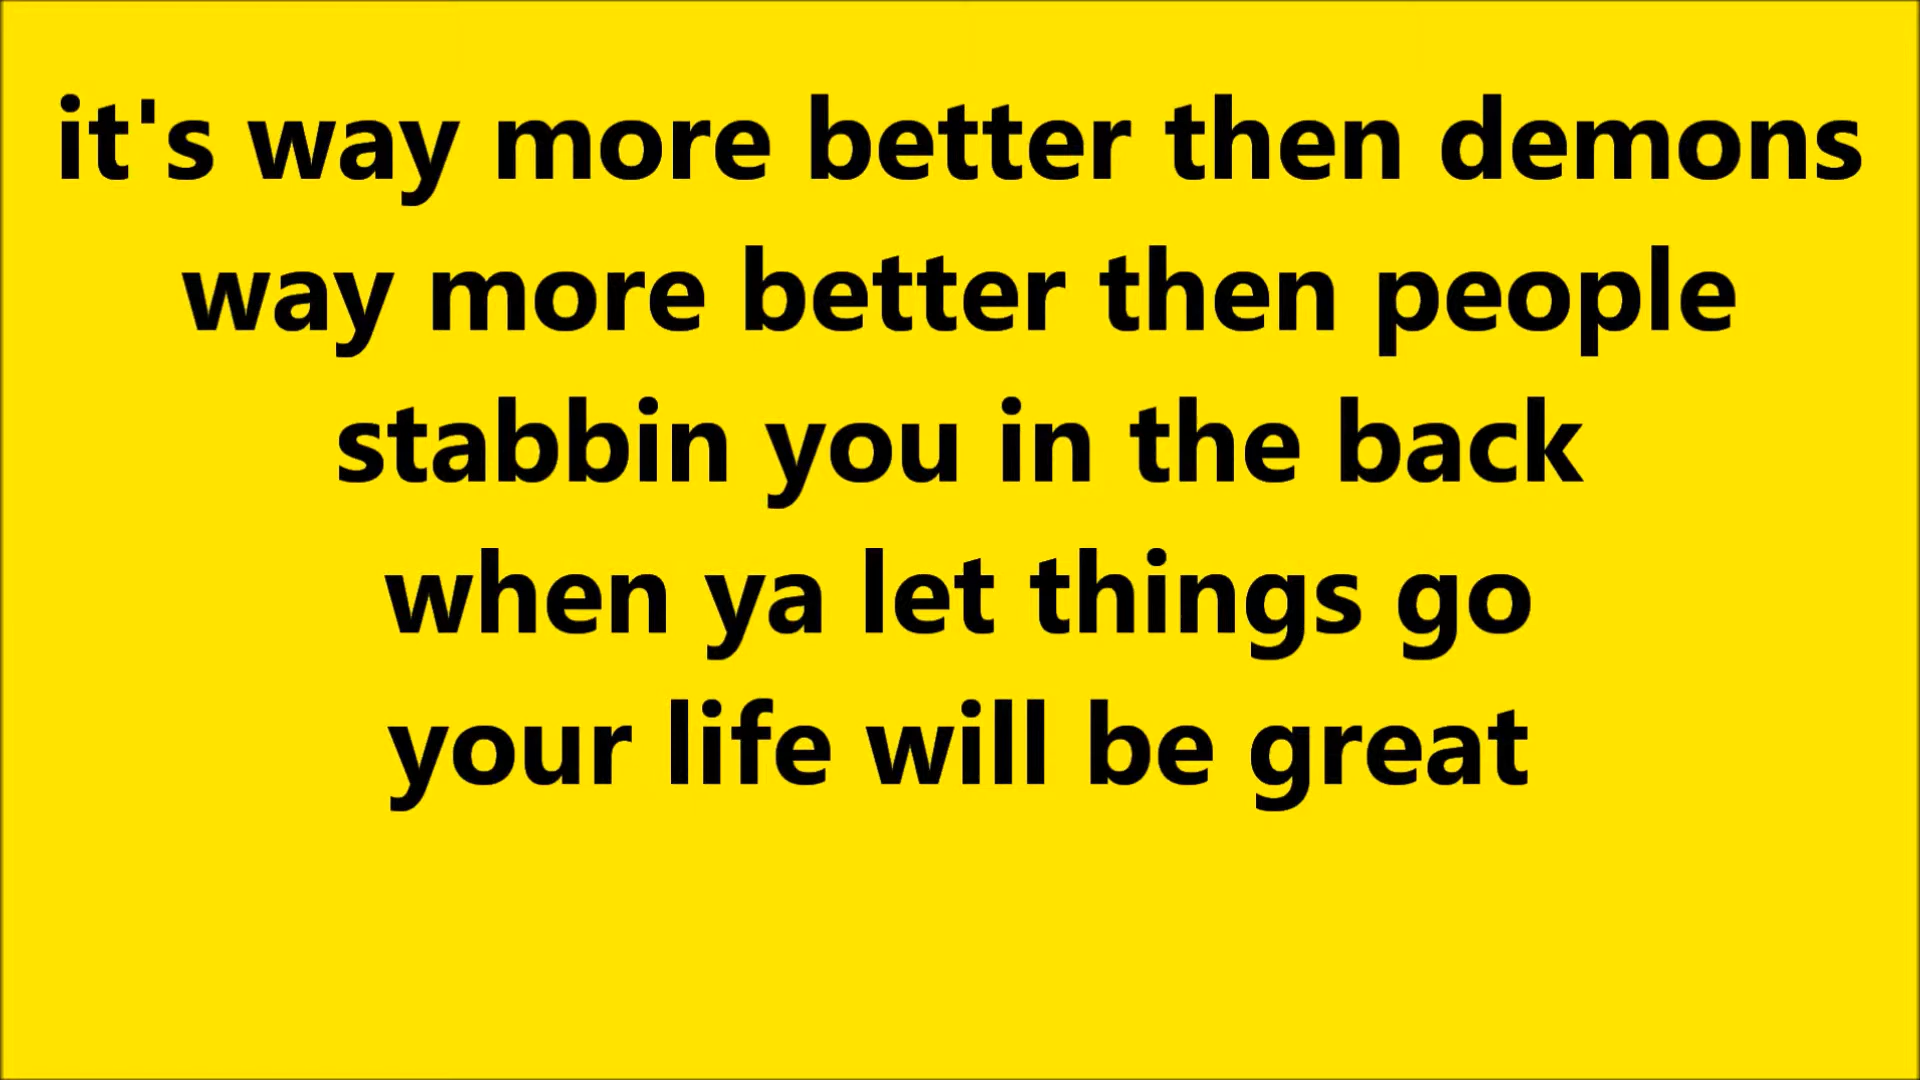 it's way more better then demons
way more better then people
stabbin you in the back
when ya let things go
your life will be great